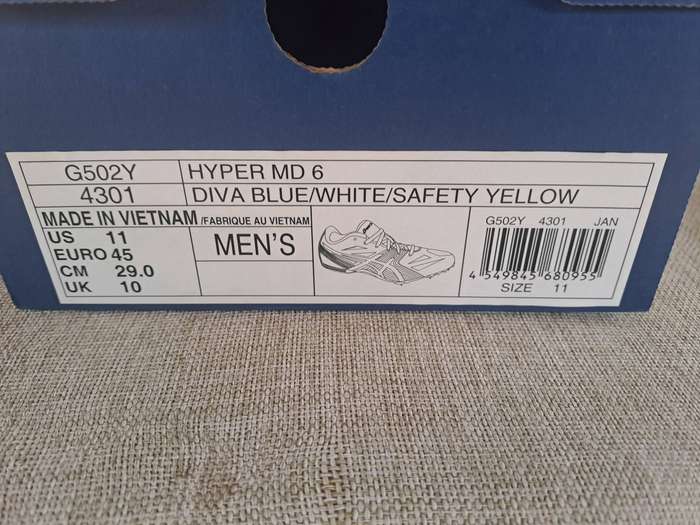 G502Y HYPER MD 6
4301 DIVA BLUE/WHITE/SAFETY YELLOW
MADE IN VIETNAM /FABRIQUE AU VIETNAM
US 11
EURO 45
CM 29.0
UK 10
MEN'S
G502Y 4301 JAN
4 549845 680955
SIZE 11